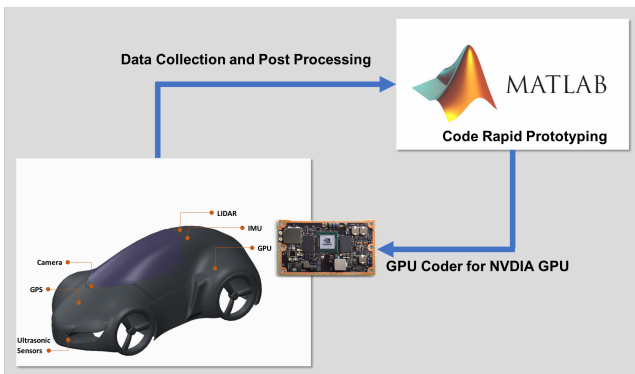 Data Collection and Post Processing
MATLAB
Code Rapid Prototyping
LIDAR
IMU
GPU
Camera
GPS
Ultrasonic
Sensors
GPU Coder for NVDIA GPU